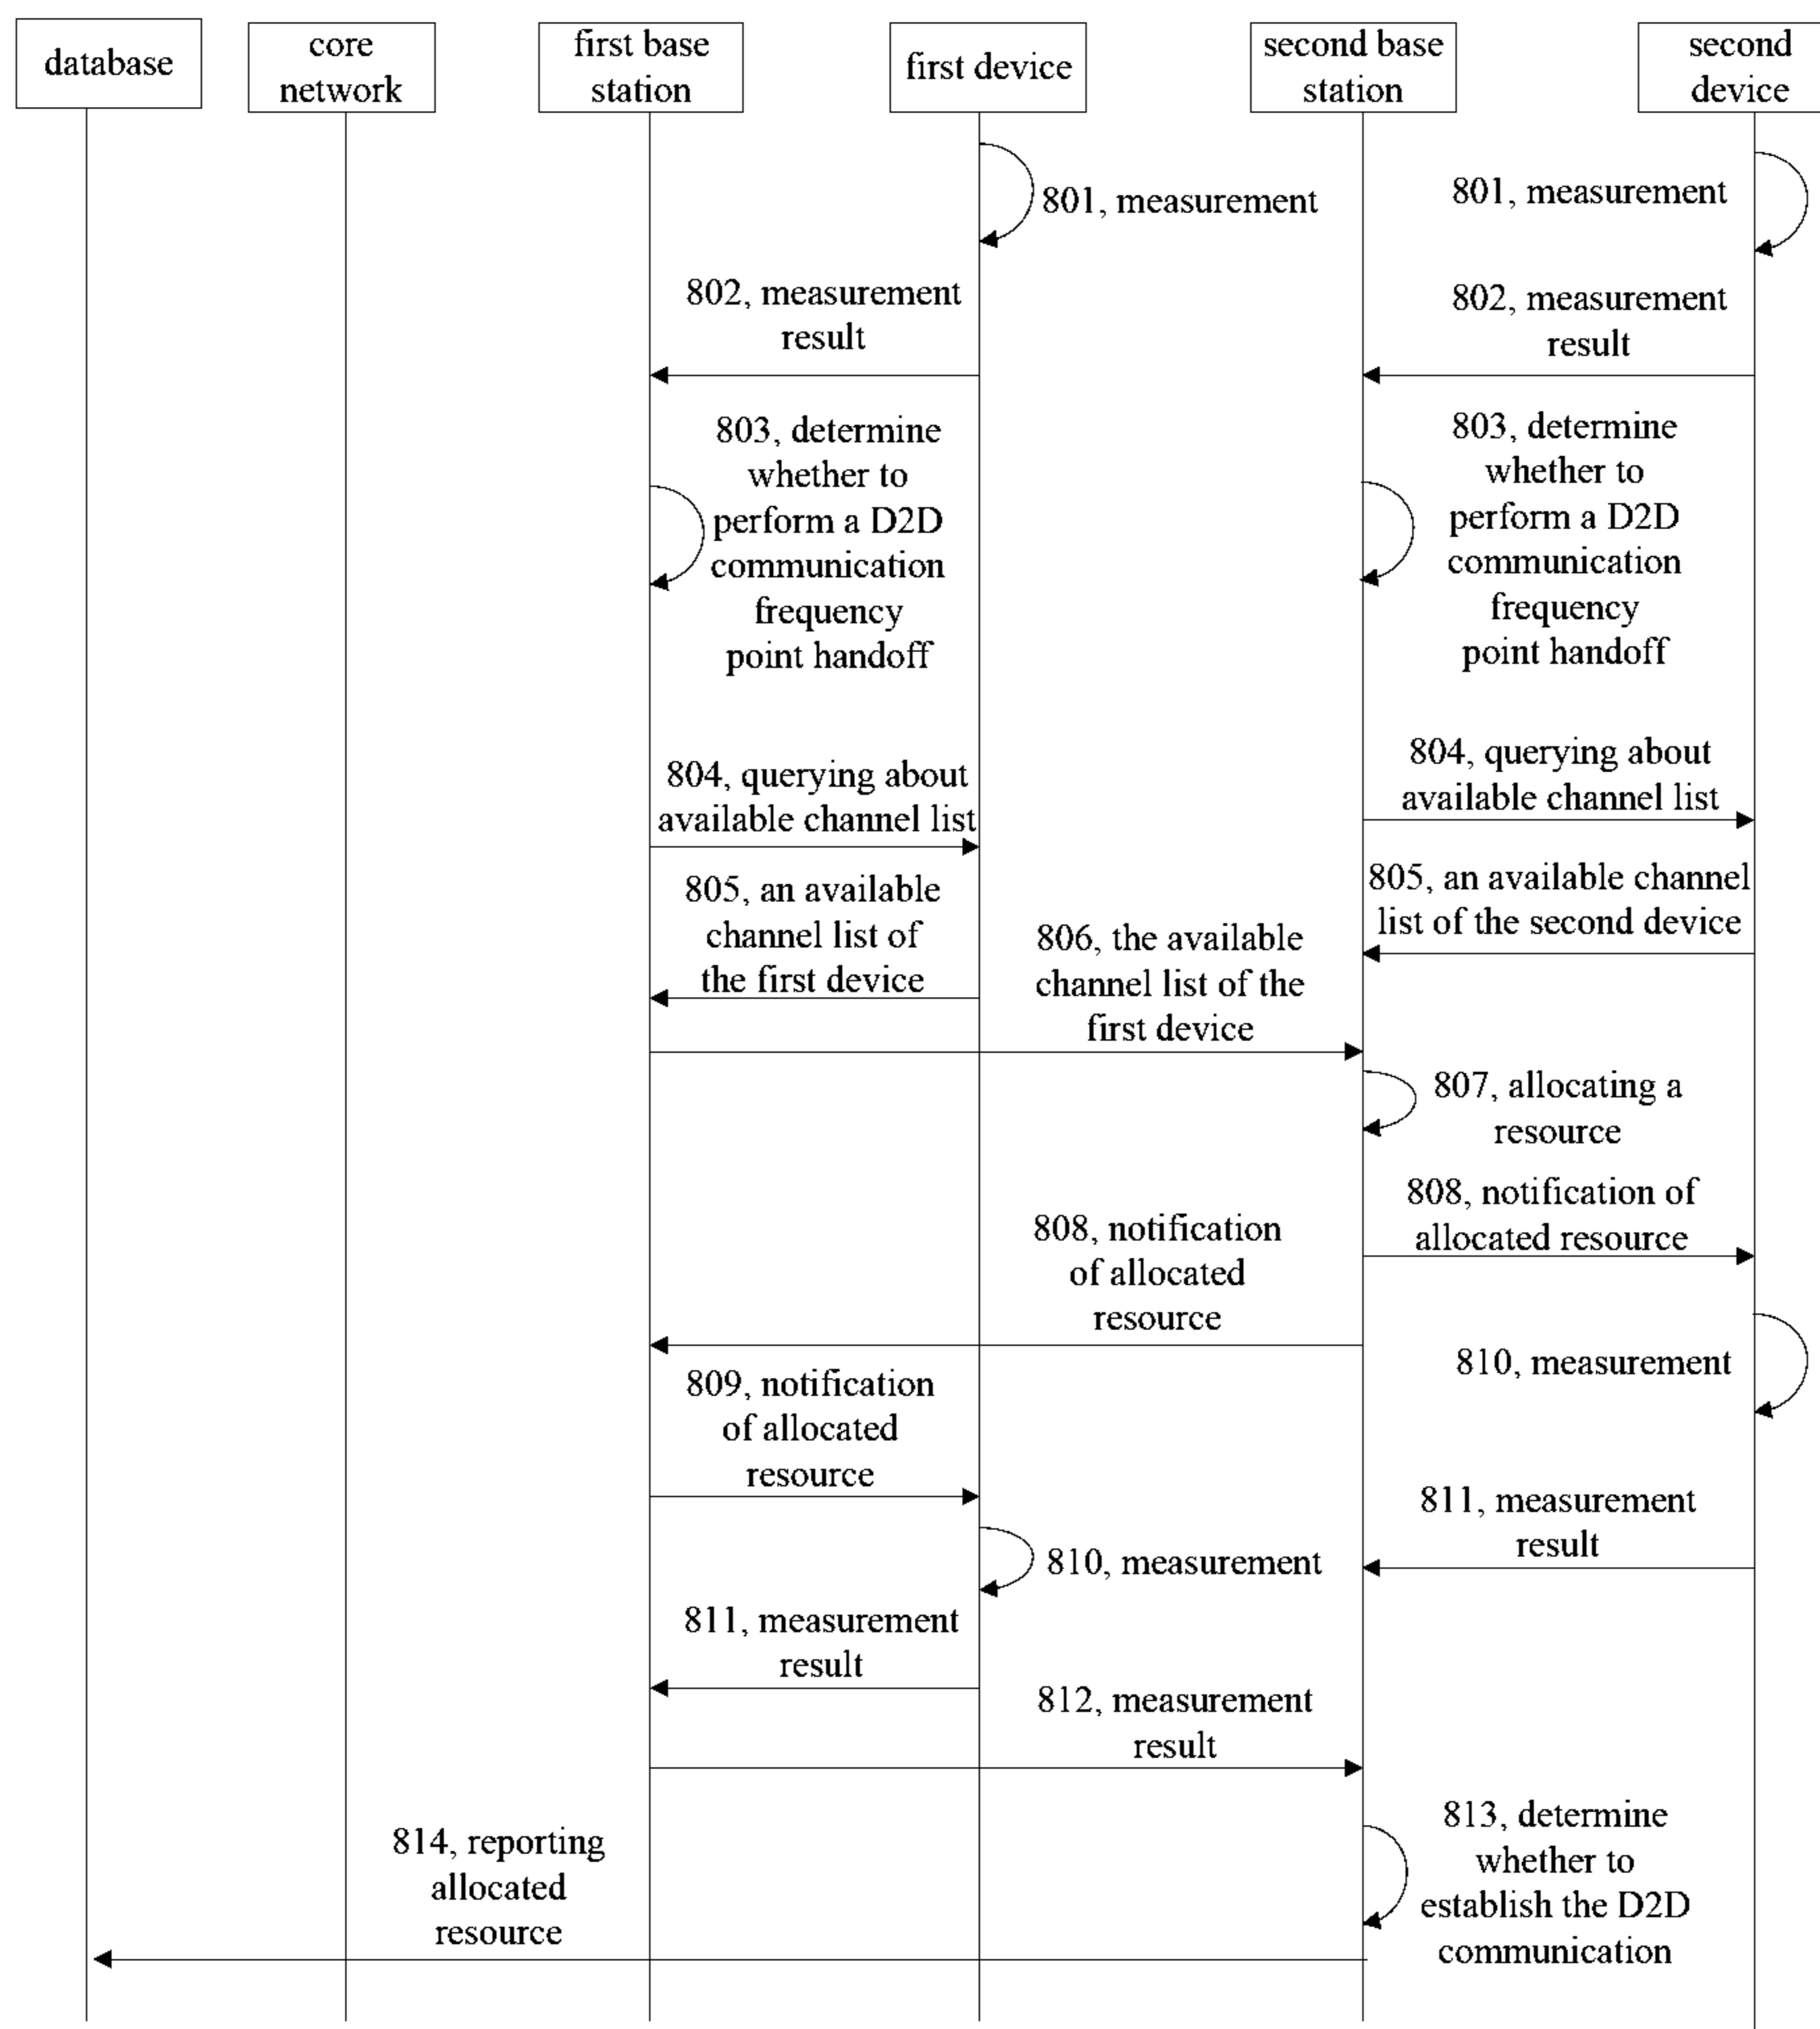 database
core
network
first base
station
first device
second base
station
second
device
801, measurement
801, measurement
802, measurement
result
802, measurement
result
803, determine
whether to
perform a D2D
communication
frequency
point handoff
803, determine
whether to
perform a D2D
communication
frequency
point handoff
804, querying about
available channel list
804, querying about
available channel list
805, an available
channel list of
the first device
805, an available channel
list of the second device
806, the available
channel list of the
first device
807, allocating a
resource
808, notification of
allocated resource
808, notification
of allocated
resource
809, notification
of allocated
resource
810, measurement
810, measurement
811, measurement
result
811, measurement
result
812, measurement
result
813, determine
whether to
establish the D2D
communication
814, reporting
allocated
resource